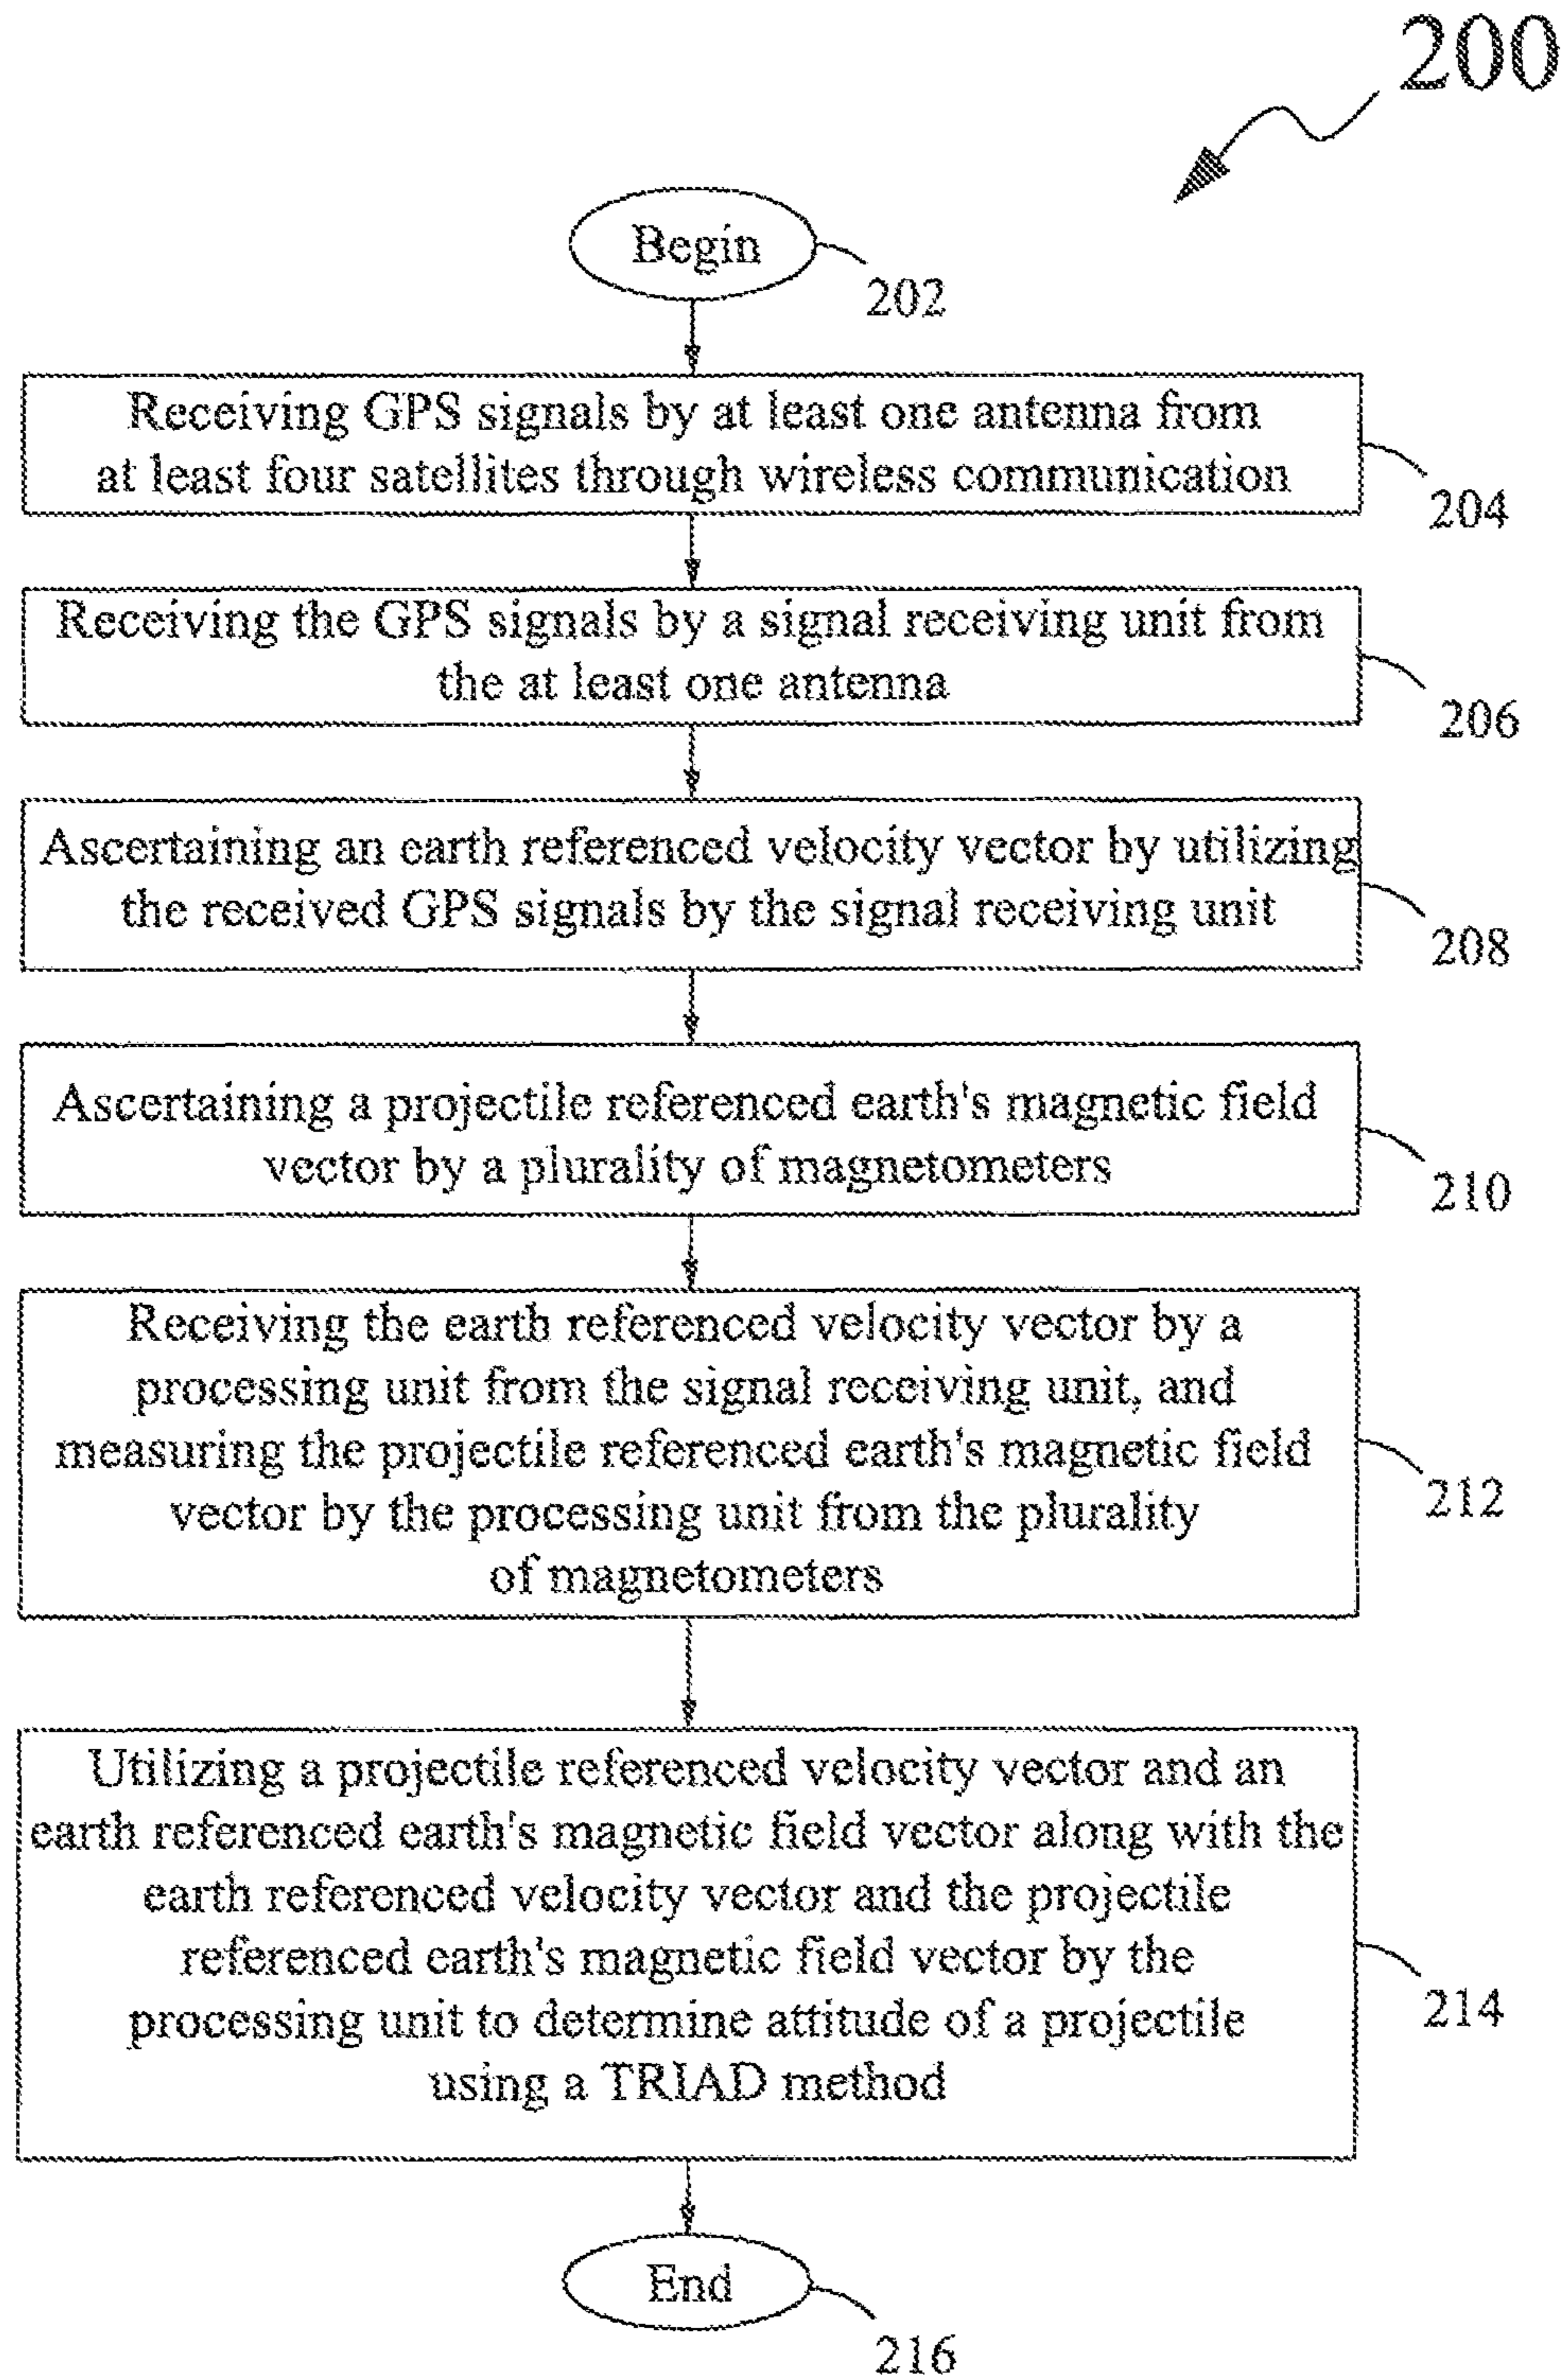 200
Begin
202
Receiving GPS signals by at least one antenna from
at least four satellites through wireless communication
204
Receiving the GPS signals by a signal receiving unit from
the at least one antenna
206
Ascertaining an earth referenced velocity vector by utilizing
the received GPS signals by the signal receiving unit
208
Ascertaining a projectile referenced earth's magnetic field
vector by a plurality of magnetometers
210
Receiving the earth referenced velocity vector by a
processing unit from the signal receiving unit, and
measuring the projectile referenced earth's magnetic field
vector by the processing unit from the plurality
of magnetometers
212
Utilizing a projectile referenced velocity vector and an
earth referenced earth's magnetic field vector along with the
earth referenced velocity vector and the projectile
referenced earth's magnetic field vector by the
processing unit to determine attitude of a projectile
using a TRIAD method
214
End
216